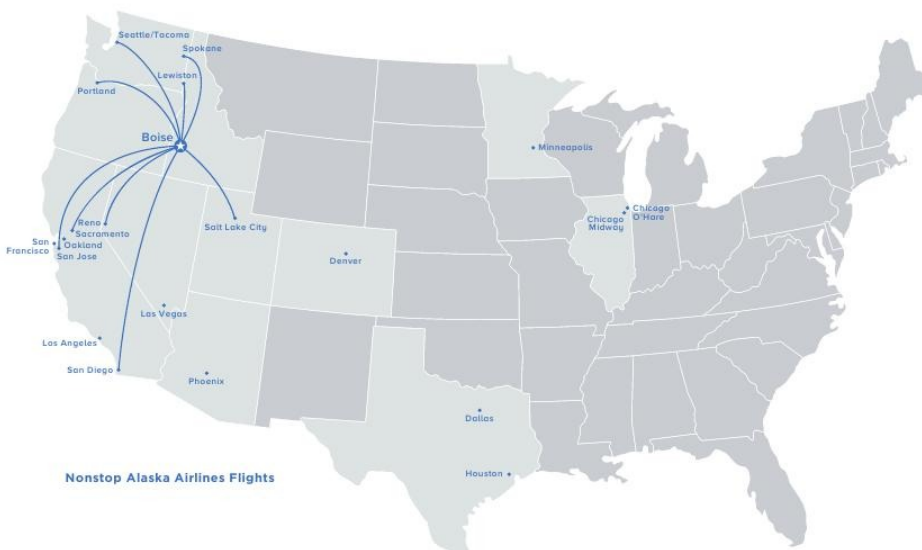 Seattle/Tacoma
Spokane
Lewiston
Portland
Boise
Minneapolis
Reno
Sacramento
Salt Lake City
Chicago
O'Hare
Chicago
Midway
San
Francisco
Oakland
San Jose
Denver
Las Vegas
Los Angeles
San Diego
Phoenix
Dallas
Houston
Nonstop Alaska Airlines Flights